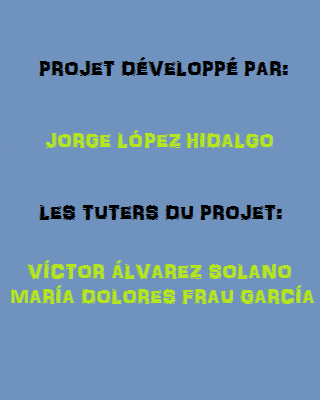 PROJET DÉVELOPPÉ PAR:
JORGE LÓPEZ HIDALGO
LES TUTERS DU PROJET:
VÍCTOR ÁLVAREZ SOLANO
MARÍA DOLORES FRAU GARCÍA